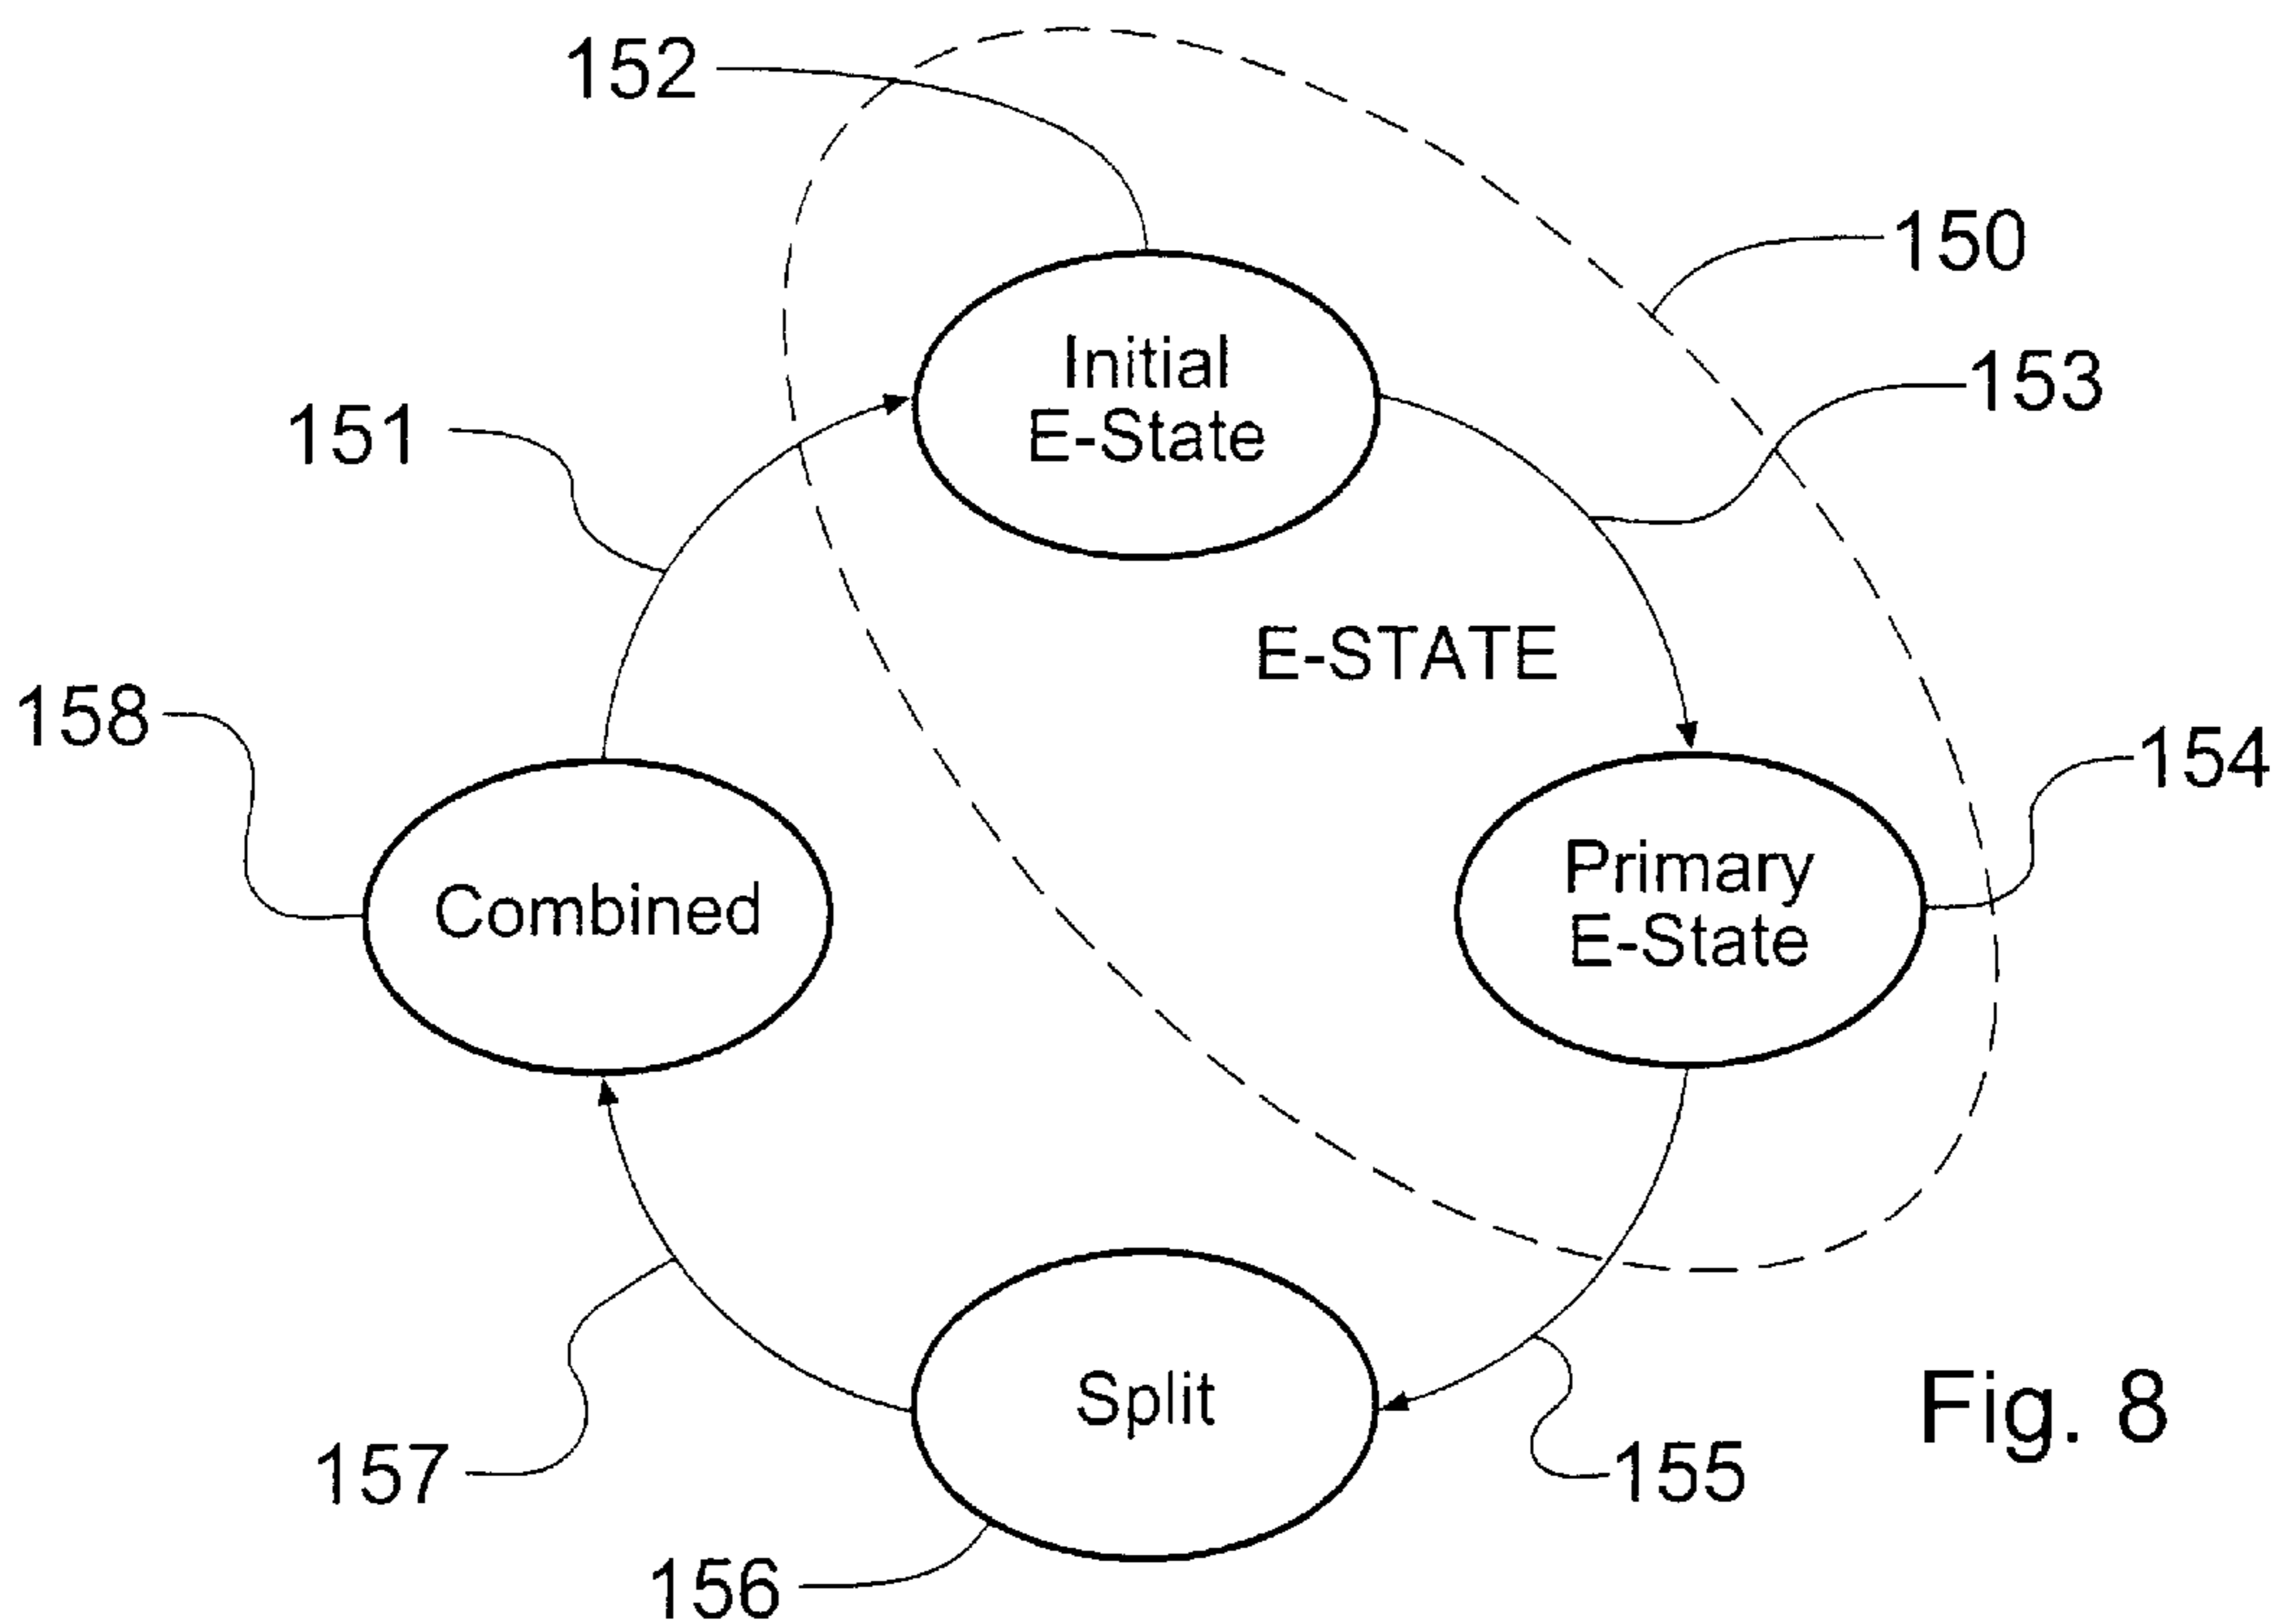 152
150
Initial
E-State
153
151
E-STATE
158
154
Combined
Primary
E-State
Split
Fig. 8
157
155
156